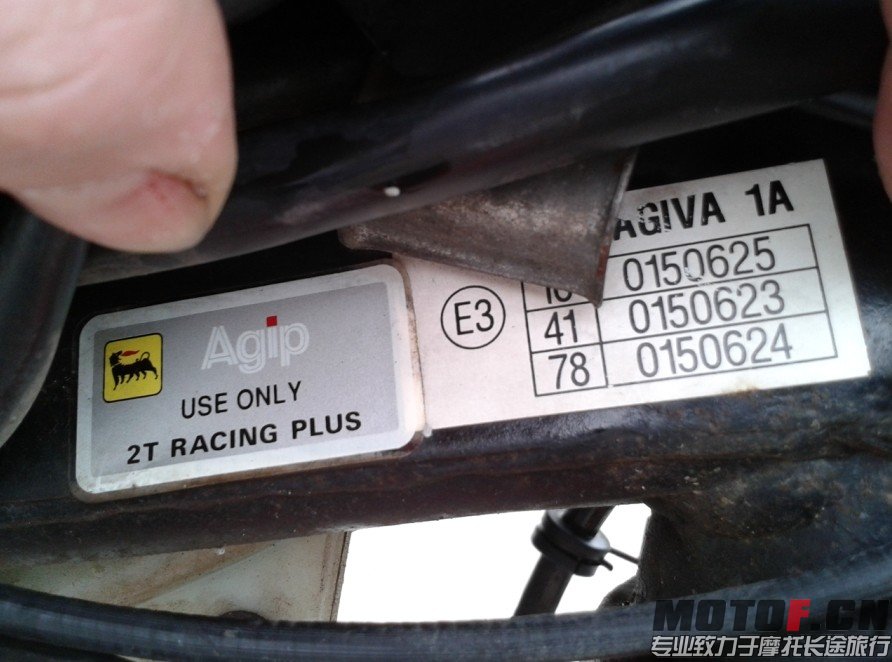 AGIVA 1A
E3
0150625
41 0150623
78 0150624
Agip
USE ONLY
2T RACING PLUS
MOTOF.CN
专业致力于摩托长途旅行